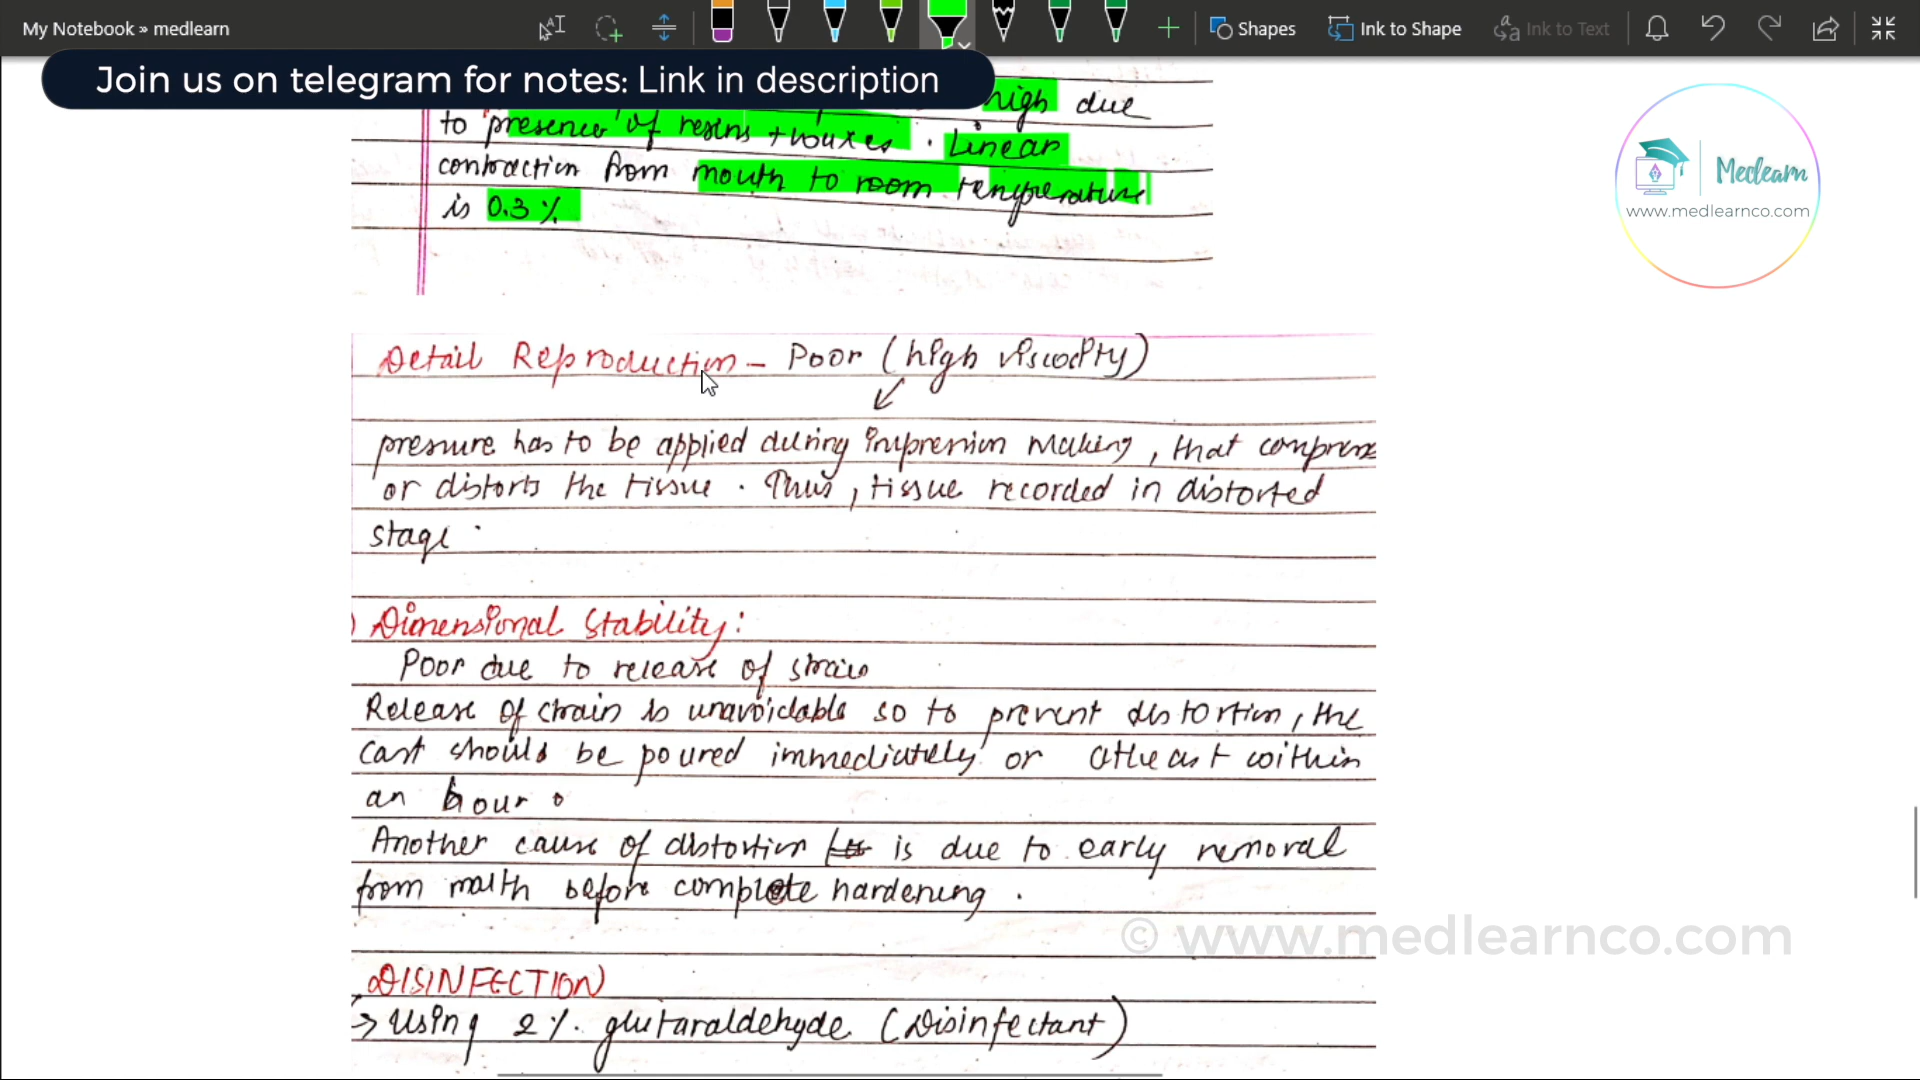 My Notebook » medlearn
Shapes
Ink to Shape
Ink to Text
Join us on telegram for notes: Link in description
high due
to presence of resins + waxes . Linear
contraction from mouth to room temperature
is 0.3 %
Medlearn
www.medlearnco.com
Detail Reproduction - Poor (high viscocity)
pressure has to be applied during impression making, that compress
or distorts the tissue . Thus, tissue recorded in distorted
stage .
Dimensional Stability :
Poor due to release of strain
Release of strain is unavoidable so to prevent distortion, the
cast should be poured immediately or atleast within
an hour .
Another cause of distortion is due to early removal
from mouth before complete hardening .
© www.medlearnco.com
DISINFECTION
→ Using 2 %. glutaraldehyde (Disinfectant)